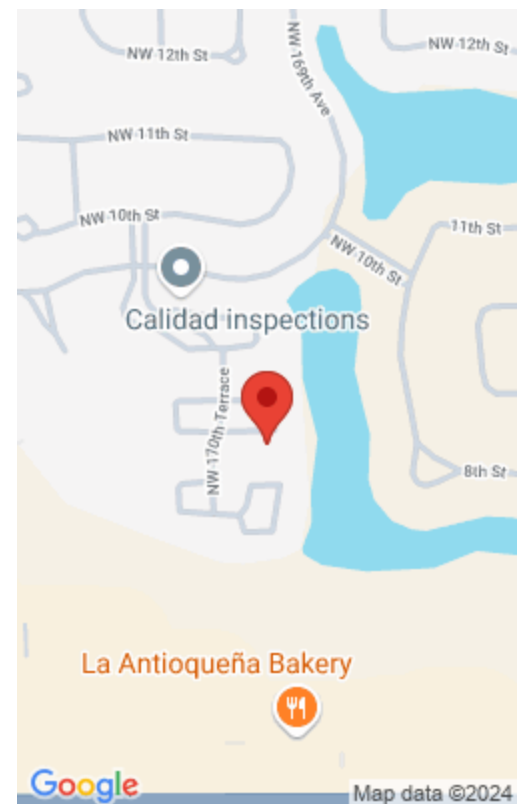 NW 12th St
NW 169th Ave
NW 12th St
NW 11th St
NW 10th St
11th St
NW 10th St
Calidad inspections
NW 170th Terrace
8th St
La Antioqueña Bakery
Google
Map data ©2024